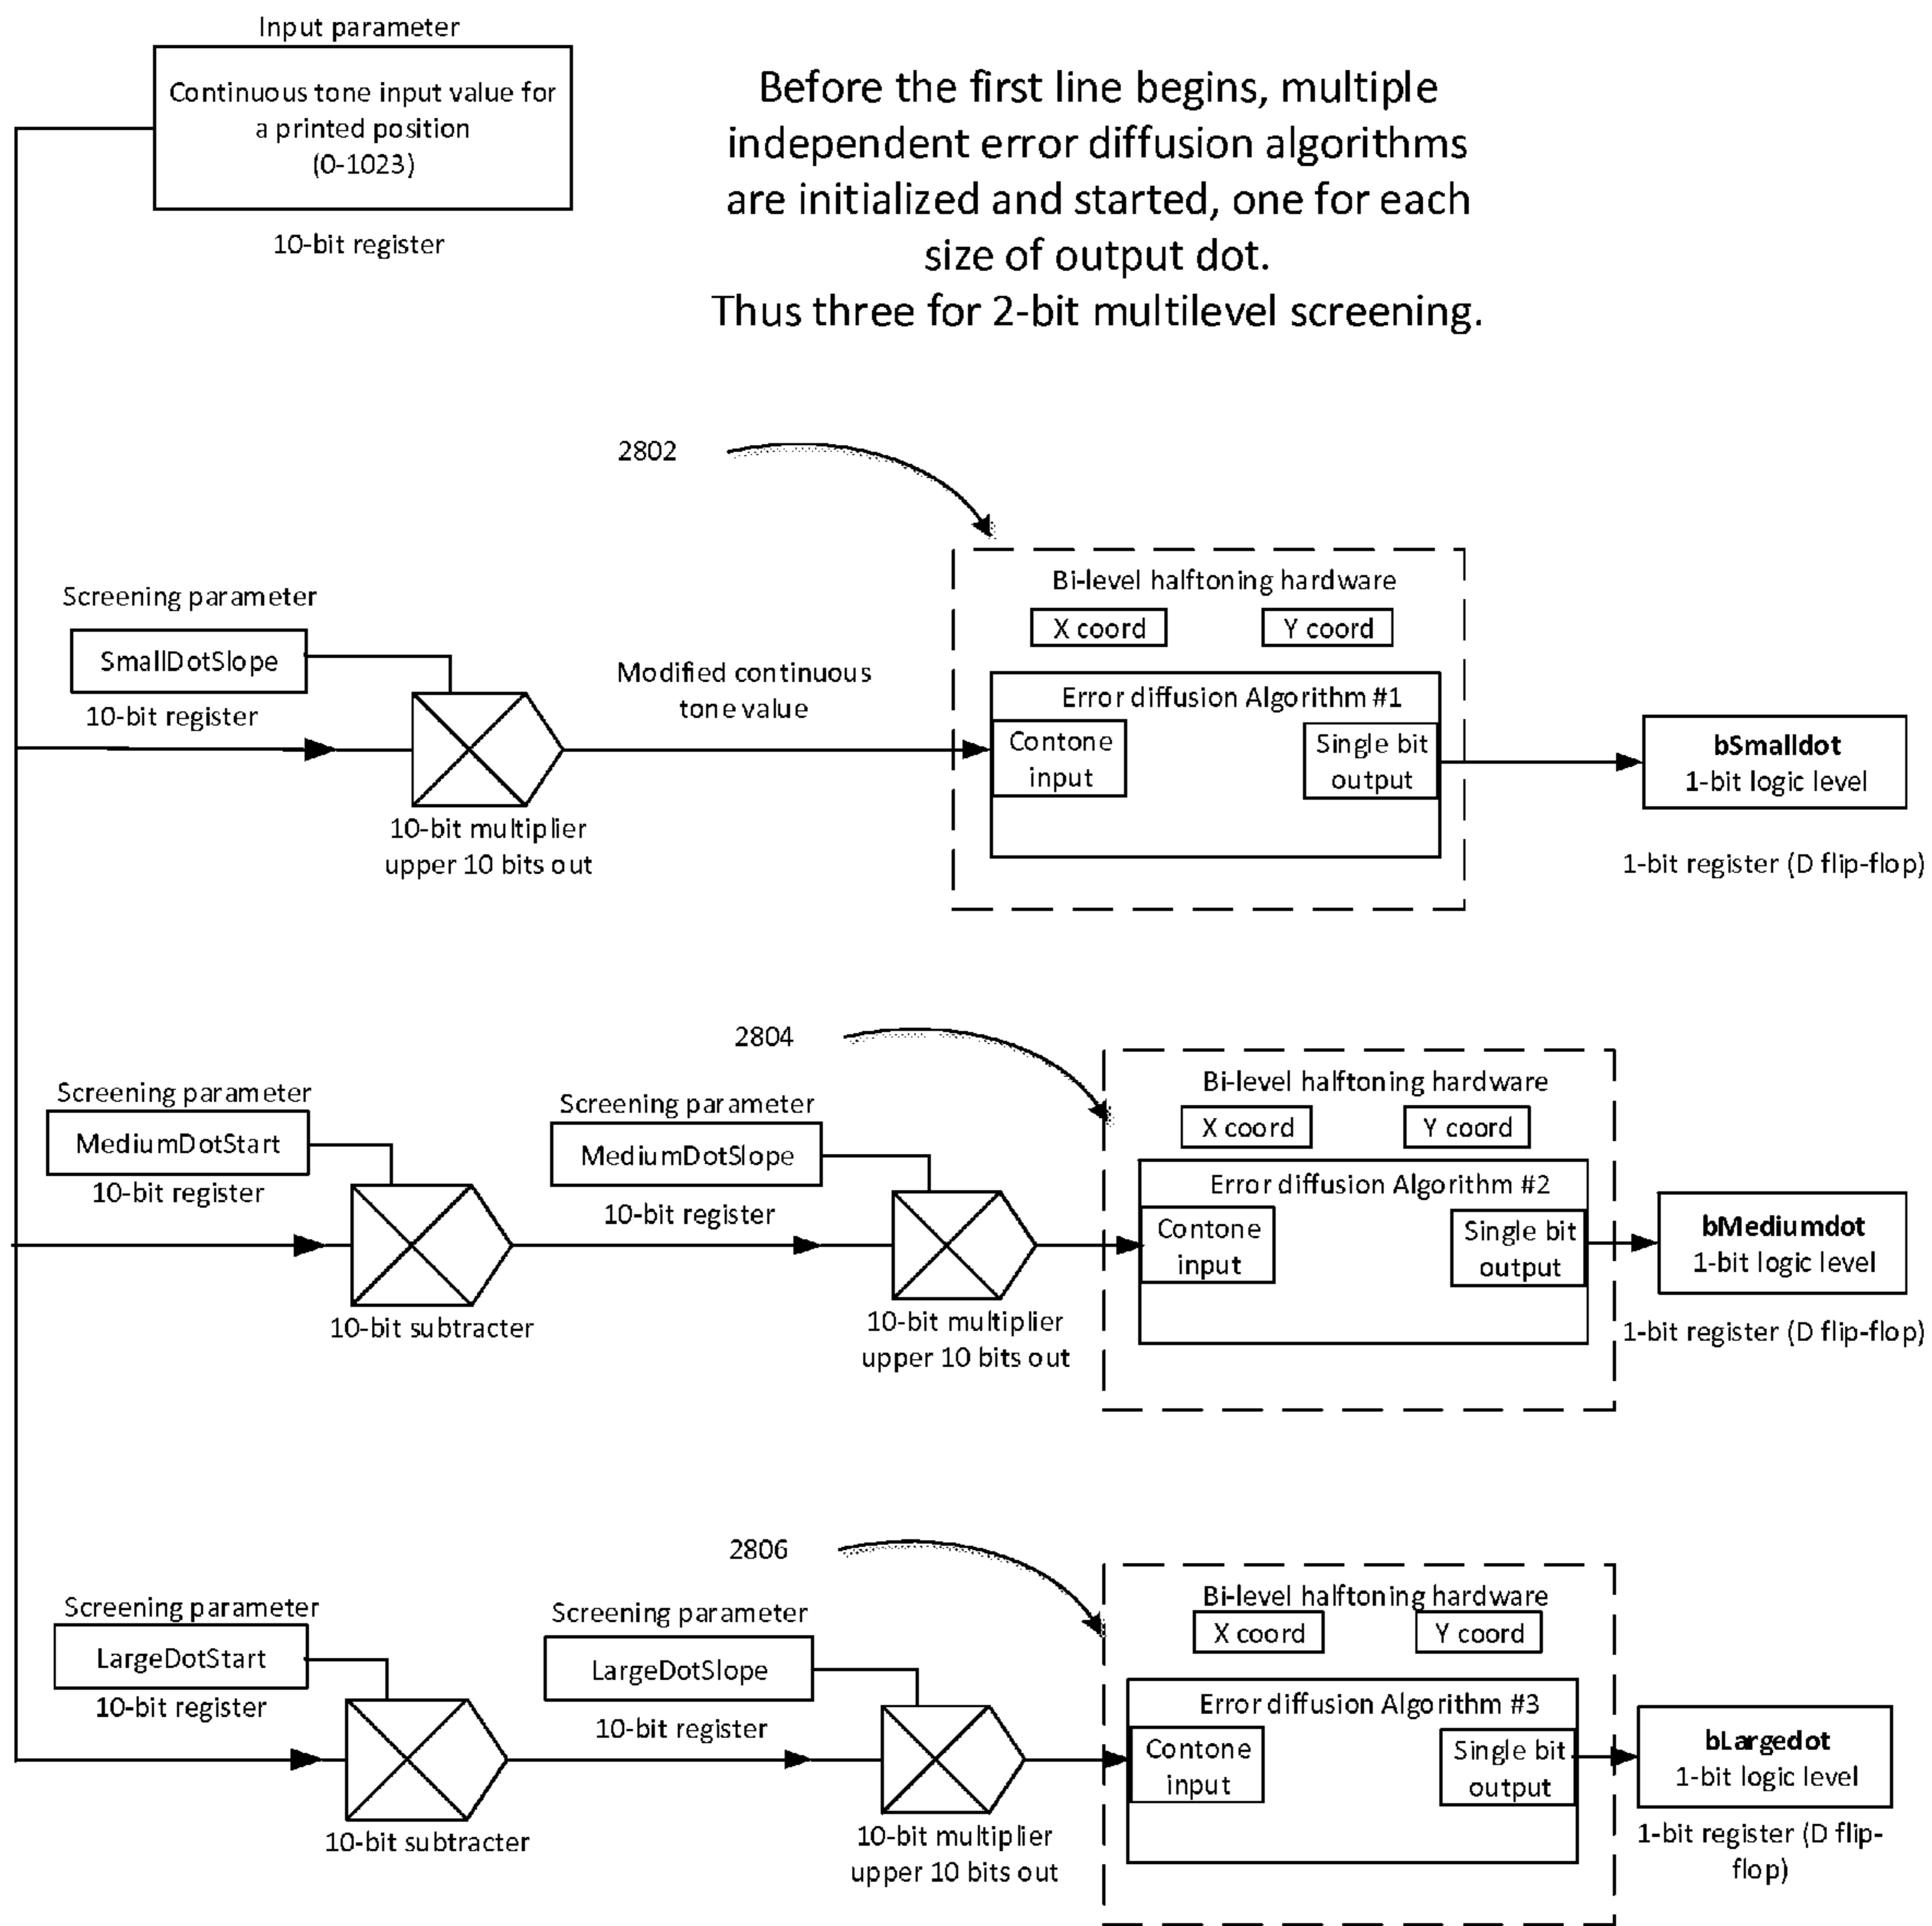 Input parameter
Continuous tone input value for
a printed position
(0-1023)
10-bit register
Before the first line begins, multiple
independent error diffusion algorithms
are initialized and started, one for each
size of output dot.
Thus three for 2-bit multilevel screening.
2802
Screening parameter
SmallDotSlope
10-bit register
10-bit multiplier
upper 10 bits out
Modified continuous
tone value
Bi-level halftoning hardware
X coord
Y coord
Error diffusion Algorithm #1
Contone
input
Single bit
output
bSmalldot
1-bit logic level
1-bit register (D flip-flop)
2804
Screening parameter
MediumDotStart
10-bit register
10-bit subtracter
Screening parameter
MediumDotSlope
10-bit register
10-bit multiplier
upper 10 bits out
Bi-level halftoning hardware
X coord
Y coord
Error diffusion Algorithm #2
Contone
input
Single bit
output
bMediumdot
1-bit logic level
1-bit register (D flip-flop)
2806
Screening parameter
LargeDotStart
10-bit register
10-bit subtracter
Screening parameter
LargeDotSlope
10-bit register
10-bit multiplier
upper 10 bits out
Bi-level halftoning hardware
X coord
Y coord
Error diffusion Algorithm #3
Contone
input
Single bit
output
bLargedot
1-bit logic level
1-bit register (D flip-
flop)